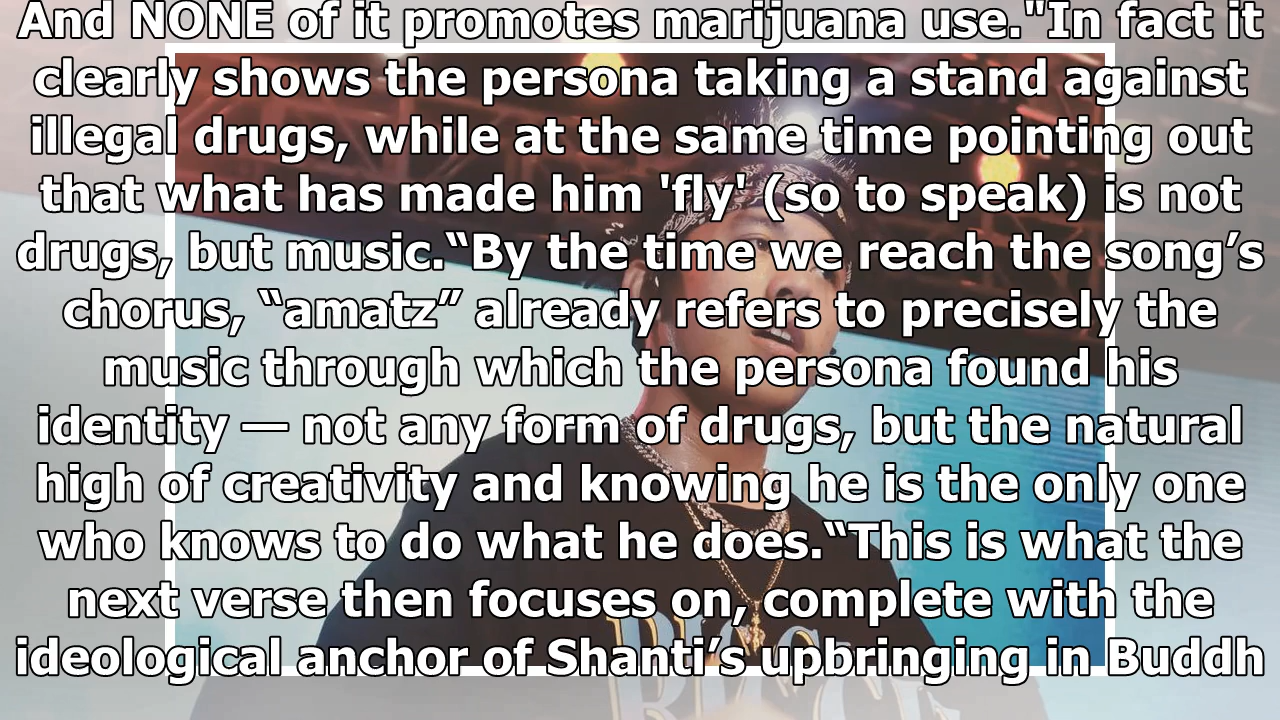 And NONE of it promotes marijuana use."In fact it
clearly shows the persona taking a stand against
illegal drugs, while at the same time pointing out
that what has made him 'fly' (so to speak) is not
drugs, but music.“By the time we reach the song’s
chorus, “amatz” already refers to precisely the
music through which the persona found his
identity — not any form of drugs, but the natural
high of creativity and knowing he is the only one
who knows to do what he does.“This is what the
next verse then focuses on, complete with the
ideological anchor of Shanti’s upbringing in Buddh